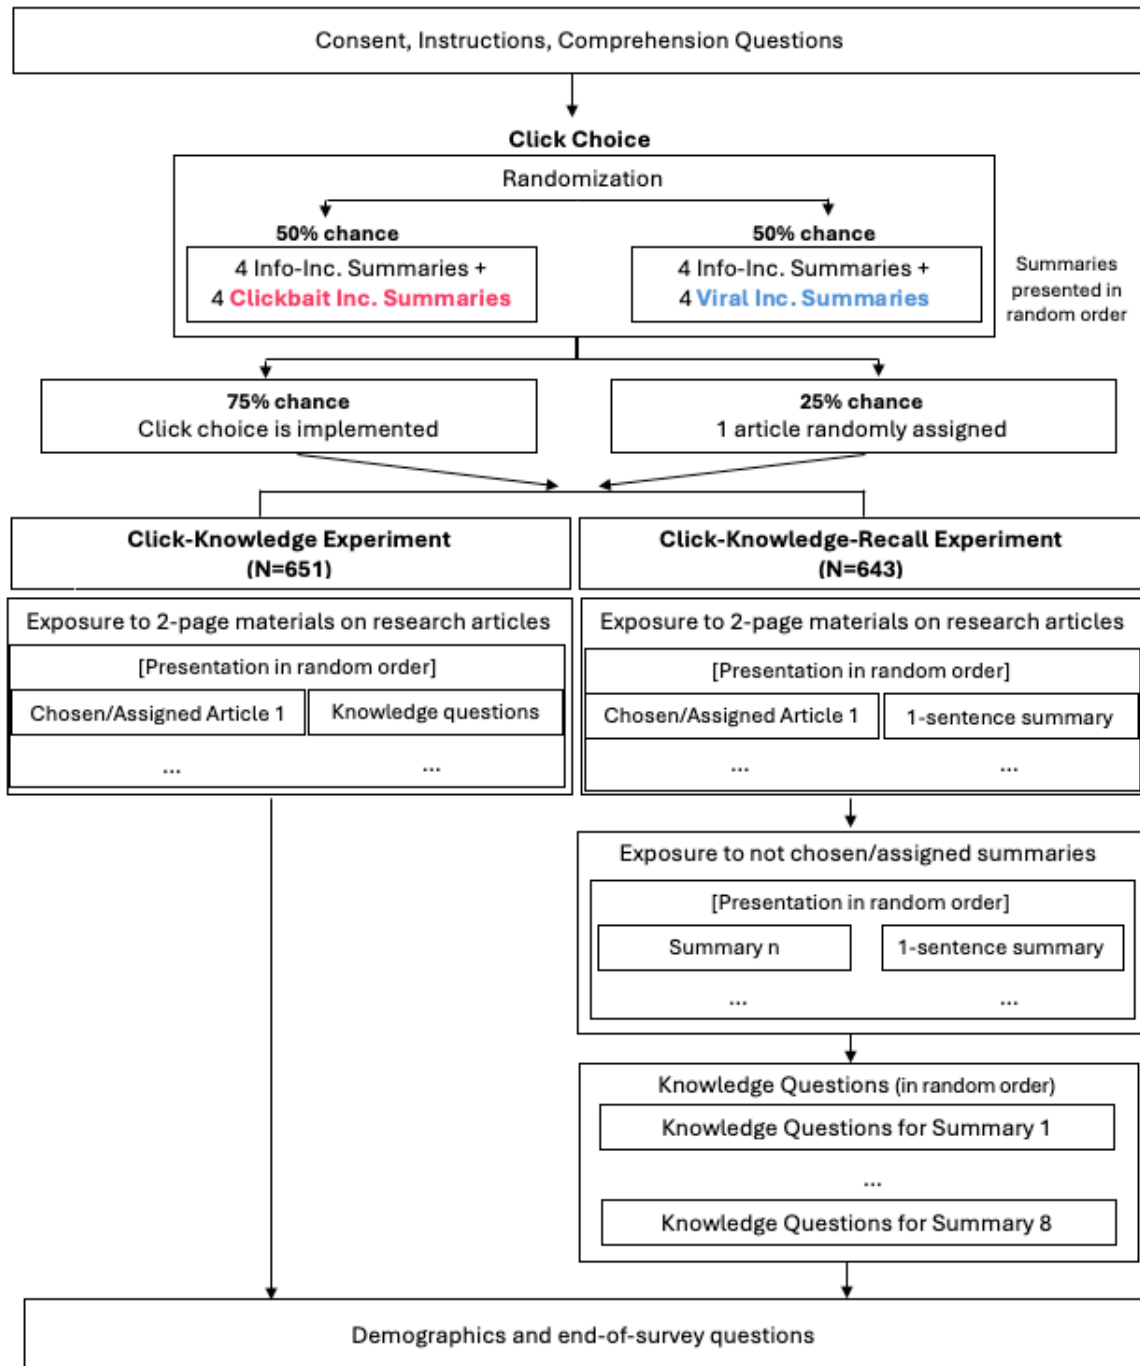 Consent, Instructions, Comprehension Questions
Click Choice
Randomization
50% chance
4 Info-Inc. Summaries +
4 Clickbait Inc. Summaries
50% chance
4 Info-Inc. Summaries +
4 Viral Inc. Summaries
Summaries
presented in
random order
75% chance
Click choice is implemented
25% chance
1 article randomly assigned
Click-Knowledge Experiment
(N=651)
Click-Knowledge-Recall Experiment
(N=643)
Exposure to 2-page materials on research articles
[Presentation in random order]
Chosen/Assigned Article 1
Knowledge questions
...
...
Exposure to 2-page materials on research articles
[Presentation in random order]
Chosen/Assigned Article 1
1-sentence summary
...
...
Exposure to not chosen/assigned summaries
[Presentation in random order]
Summary n
1-sentence summary
...
...
Knowledge Questions (in random order)
Knowledge Questions for Summary 1
...
Knowledge Questions for Summary 8
Demographics and end-of-survey questions